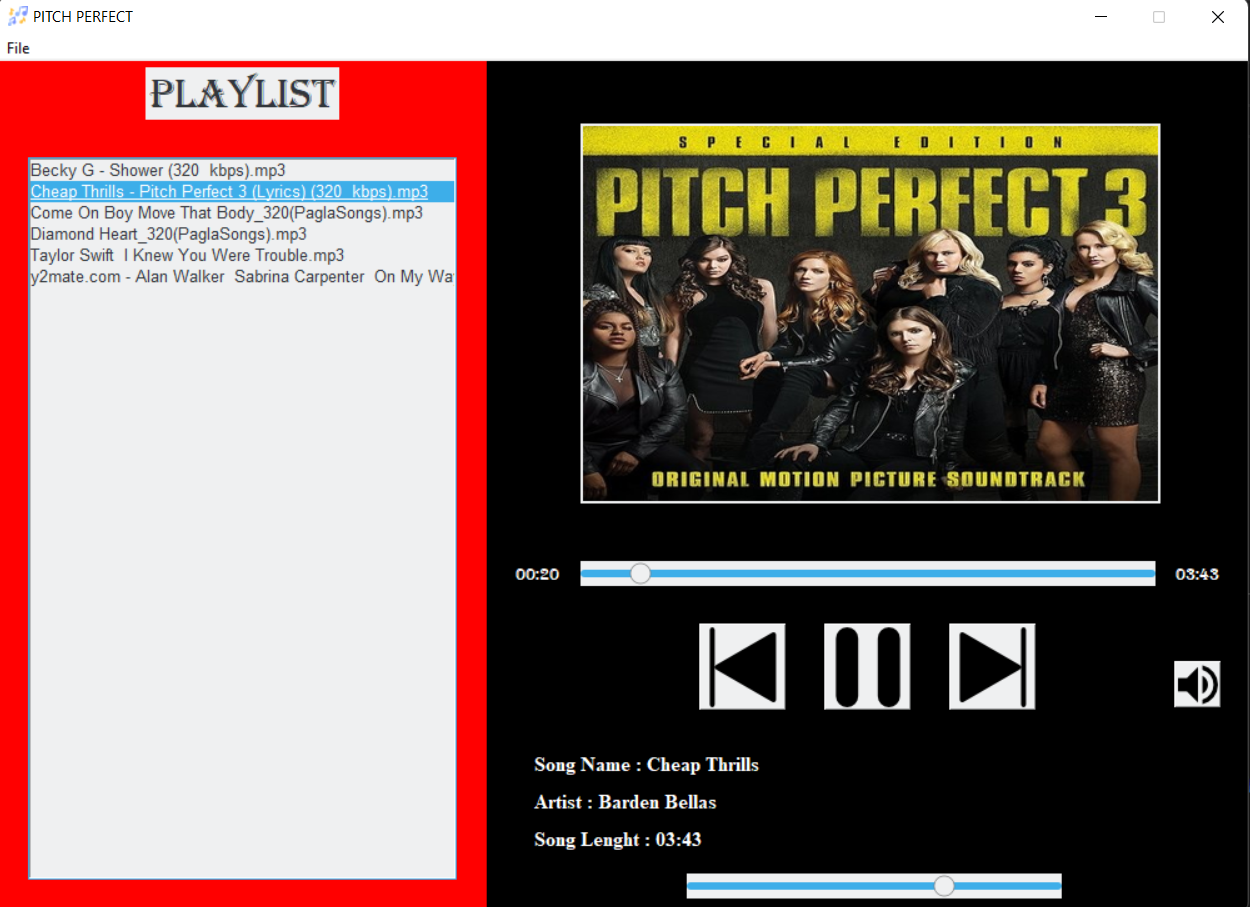 PITCH PERFECT
File
PLAYLIST
Becky G - Shower (320 kbps).mp3
Cheap Thrills - Pitch Perfect 3 (Lyrics) (320 kbps).mp3
Come On Boy Move That Body_320(PaglaSongs).mp3
Diamond Heart_320(PaglaSongs).mp3
Taylor Swift I Knew You Were Trouble.mp3
y2mate.com - Alan Walker Sabrina Carpenter On My Wa
SPECIAL EDITION
PITCH PERFECT 3
ORIGINAL MOTION PICTURE SOUNDTRACK
00:20
03:43
Song Name : Cheap Thrills
Artist : Barden Bellas
Song Lenght : 03:43